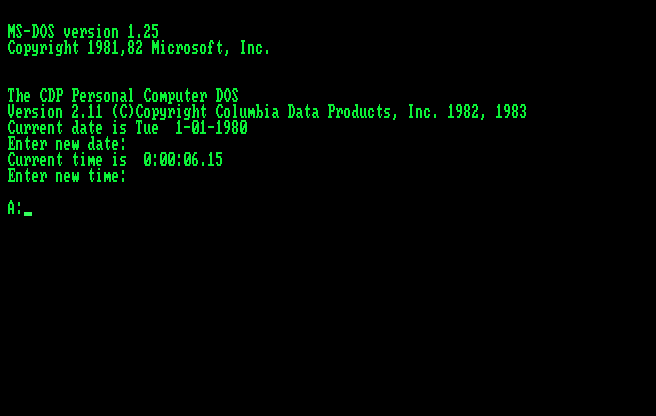 MS-DOS version 1.25
Copyright 1981,82 Microsoft, Inc.
The CDP Personal Computer DOS
Version 2.11 (C)Copyright Columbia Data Products, Inc. 1982, 1983
Current date is Tue  1-01-1980
Enter new date:
Current time is  0:00:06.15
Enter new time:
A:_